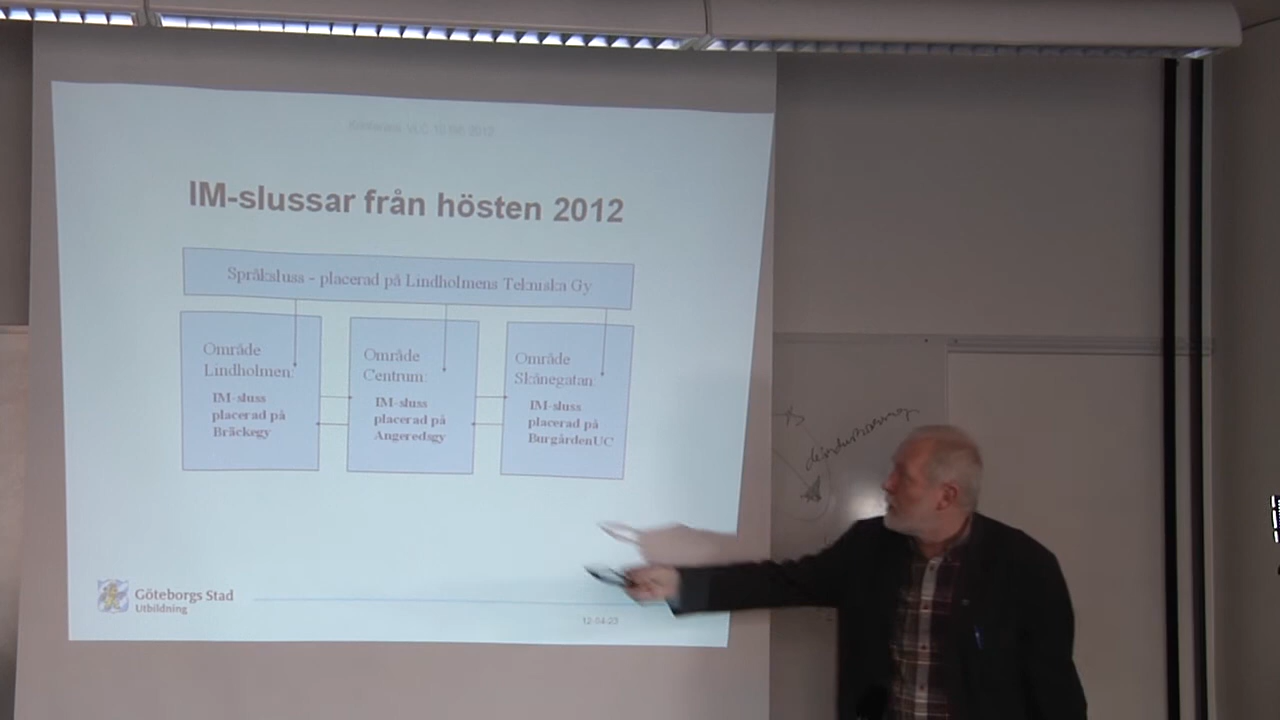 IM-slussar från hösten 2012
Språksluss - placerad på Lindholmens Tekniska Gy
Område
Lindholmen:
IM-sluss
placerad på
Bräckegy
Område
Centrum:
IM-sluss
placerad på
Angeredsgy
Område
Skånegatan:
IM-sluss
placerad på
BurgårdenUC
Göteborgs Stad
Utbildning
12-04-23